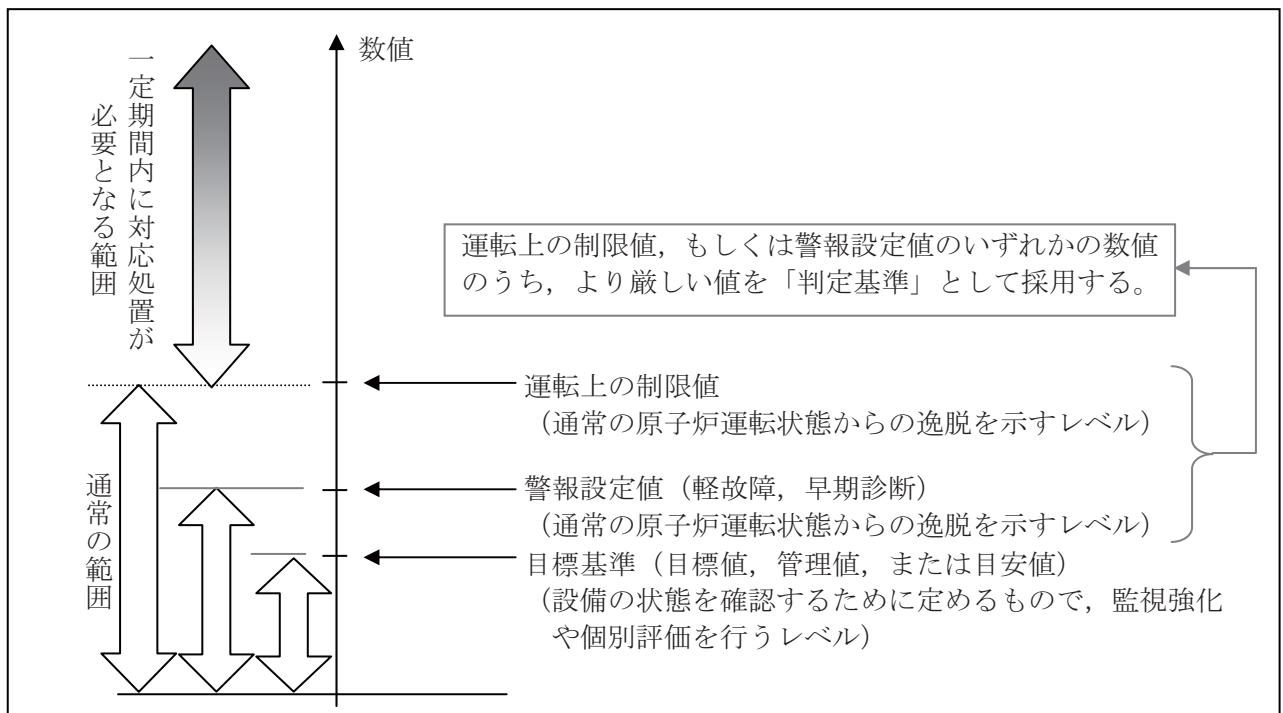 数値
一定期間内に対応処置が
必要となる範囲
運転上の制限値，もしくは警報設定値のいずれかの数値
のうち，より厳しい値を「判定基準」として採用する。
運転上の制限値
（通常の原子炉運転状態からの逸脱を示すレベル）
通常の範囲
警報設定値（軽故障，早期診断）
（通常の原子炉運転状態からの逸脱を示すレベル）
目標基準（目標値，管理値，または目安値）
（設備の状態を確認するために定めるもので，監視強化
や個別評価を行うレベル）